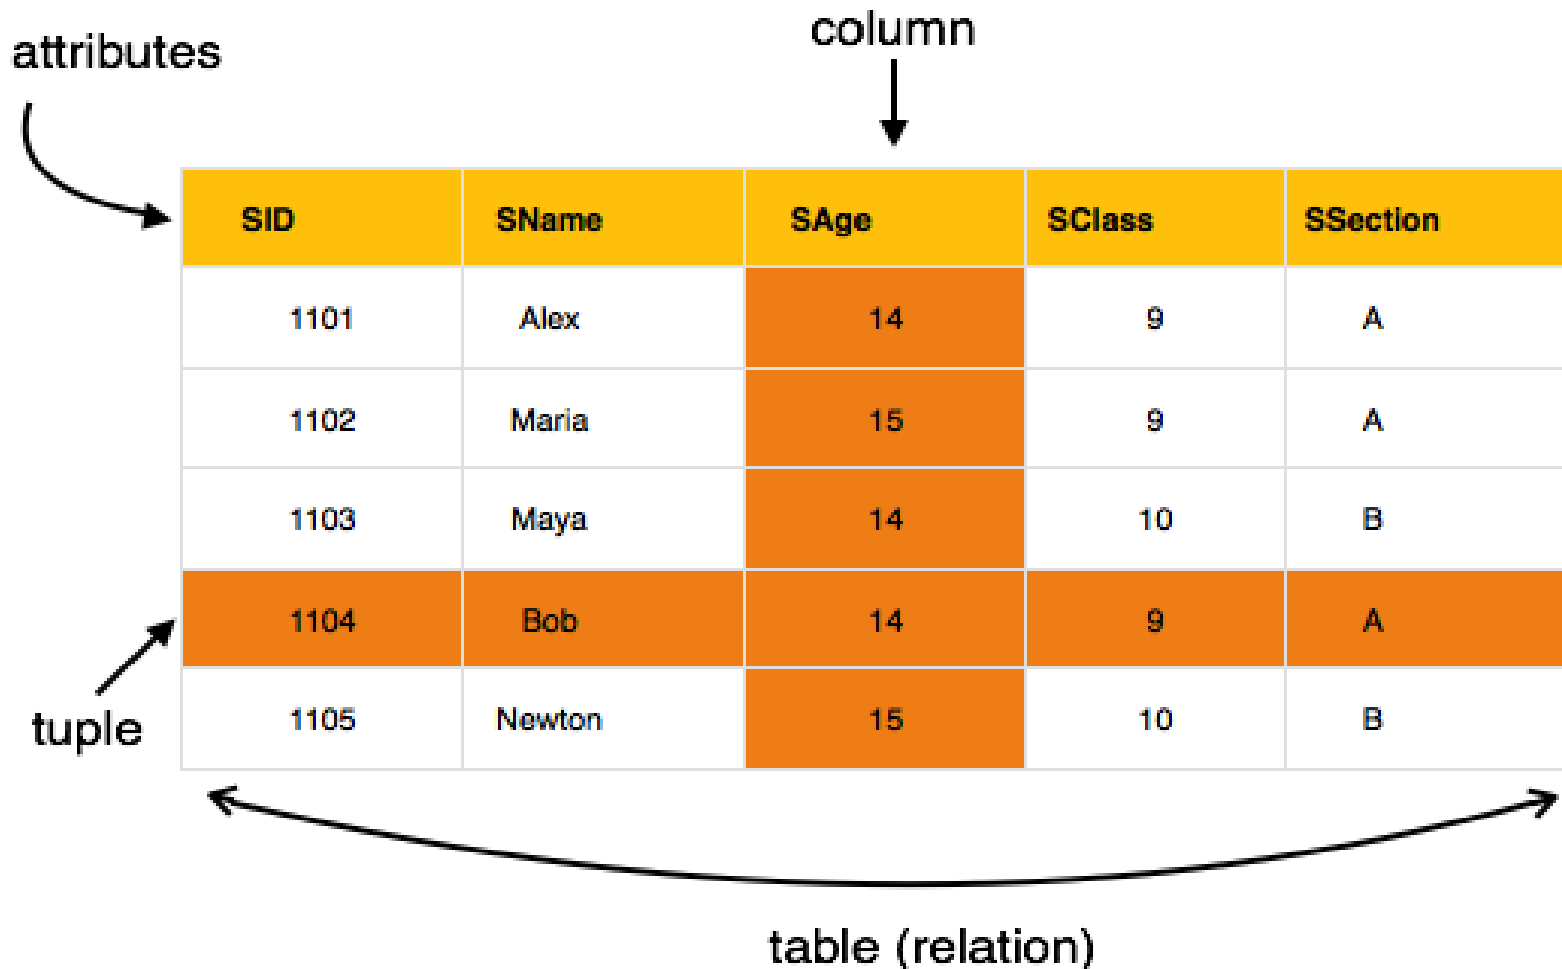 attributes
column
SID SName SAge SClass SSection
1101 Alex 14 9 A
1102 Maria 15 9 A
1103 Maya 14 10 B
1104 Bob 14 9 A
tuple
1105 Newton 15 10 B
table (relation)